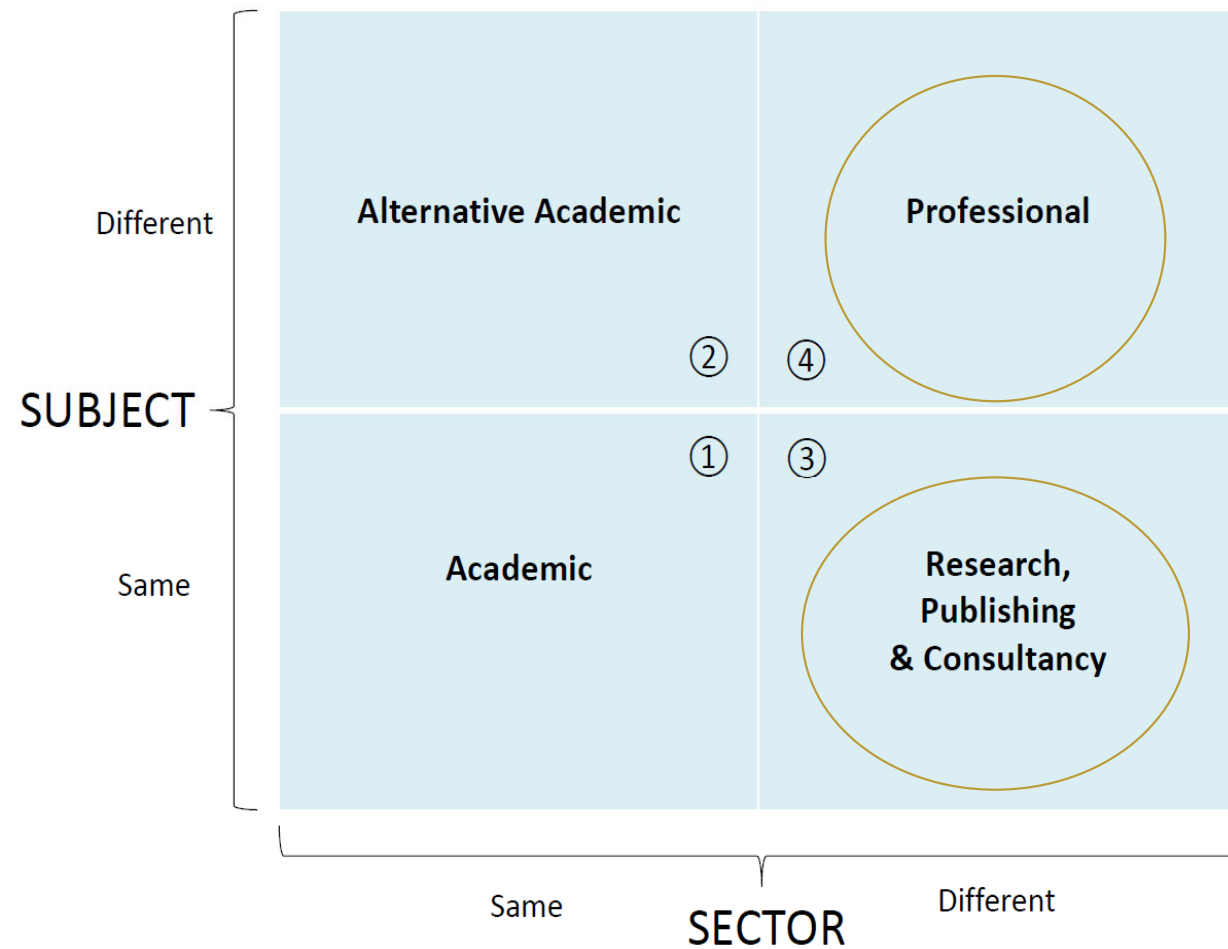 Different
Alternative Academic
Professional
②
④
SUBJECT
①
③
Same
Academic
Research,
Publishing
& Consultancy
Same
Different
SECTOR